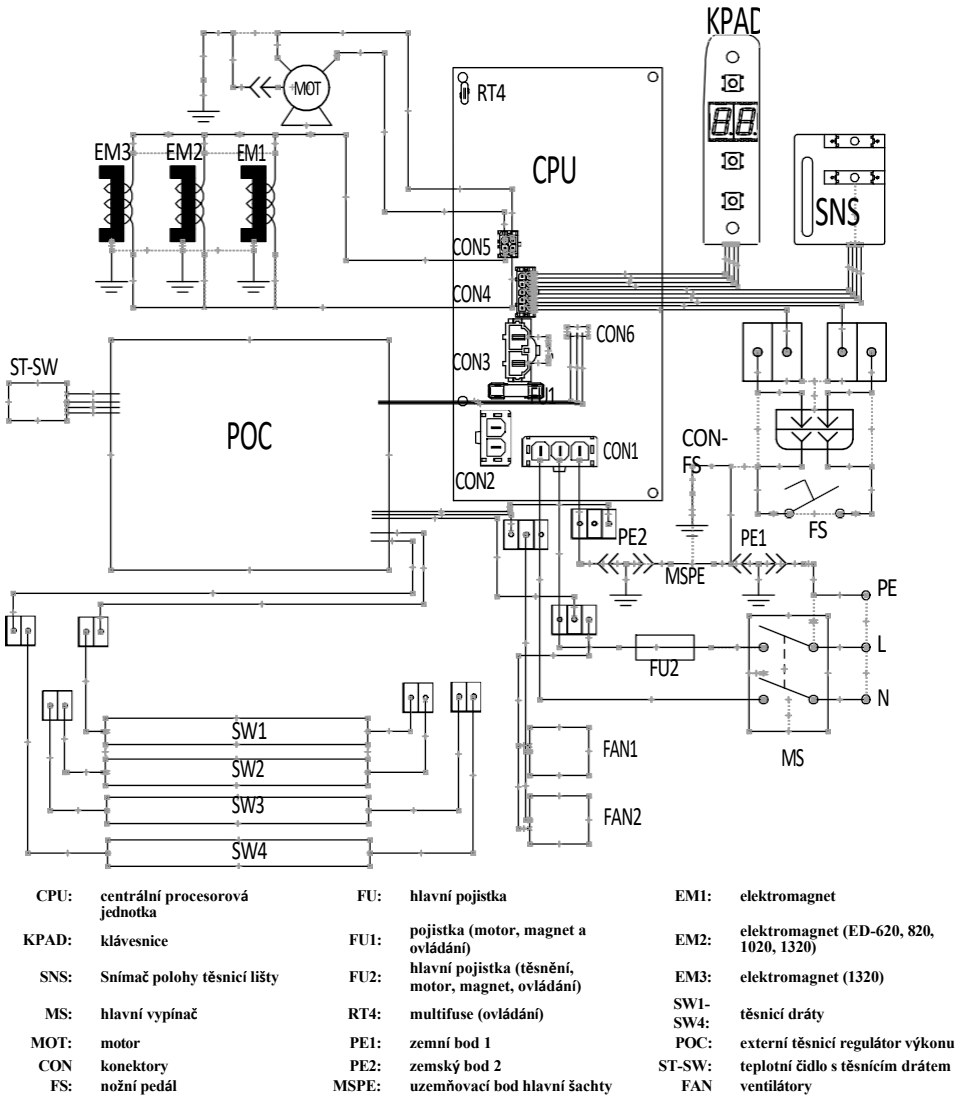 KPAD
MOT
RT4
88
EM3
EM2
EM1
CPU
SNS
CON5
CON4
CON6
CON3
ST-SW
POC
CON2
CON1
CON-
FS
FS
PE2
PE1
MSPE
PE
L
FU2
N
MS
SW1
FAN1
SW2
SW3
FAN2
SW4
CPU: centrální procesorová jednotka
FU: hlavní pojistka
EM1: elektromagnet
KPAD: klávesnice
FU1: pojistka (motor, magnet a ovládání)
EM2: elektromagnet (ED-620, 820, 1020, 1320)
SNS: Snímač polohy těsnicí lišty
FU2: hlavní pojistka (těsnění, motor, magnet, ovládání)
EM3: elektromagnet (1320)
MS: hlavní vypínač
RT4: multifuse (ovládání)
SW1-SW4: těsnicí dráty
MOT: motor
PE1: zemní bod 1
POC: externí těsnicí regulátor výkonu
CON konektory
PE2: zemský bod 2
ST-SW: teplotní čidlo s těsnícím drátem
FS: nožní pedál
MSPE: uzemňovací bod hlavní šachty
FAN ventilátory